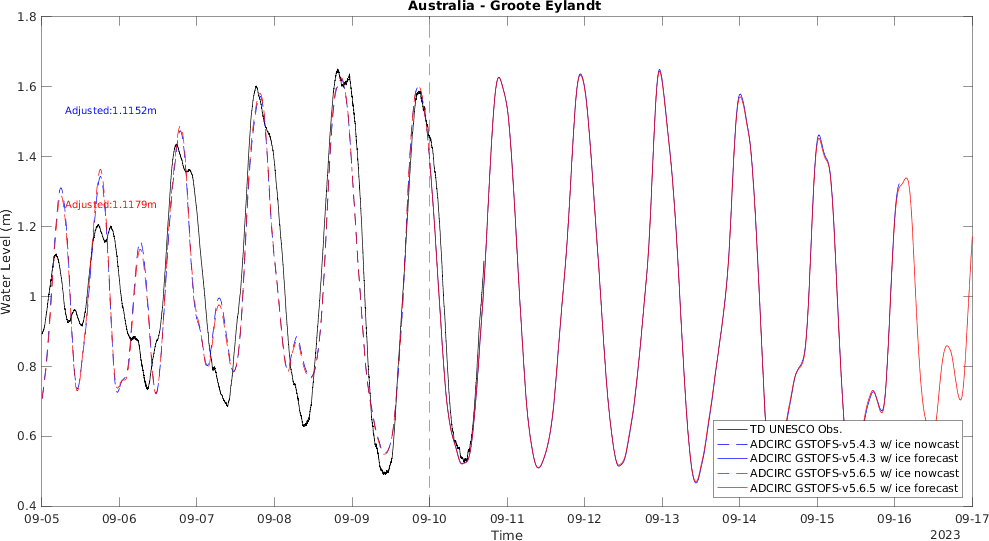 Australia - Groote Eylandt
1.8
1.6
1.4
1.2
1
0.8
0.6
0.4
Water Level (m)
Adjusted:1.1152m
Adjusted:1.1179m
TD UNESCO Obs.
ADCIRC GSTOFS-v5.4.3 w/ ice nowcast
ADCIRC GSTOFS-v5.4.3 w/ ice forecast
ADCIRC GSTOFS-v5.6.5 w/ ice nowcast
ADCIRC GSTOFS-v5.6.5 w/ ice forecast
09-05 09-06 09-07 09-08 09-09 09-10 09-11 09-12 09-13 09-14 09-15 09-16 09-17
Time
2023